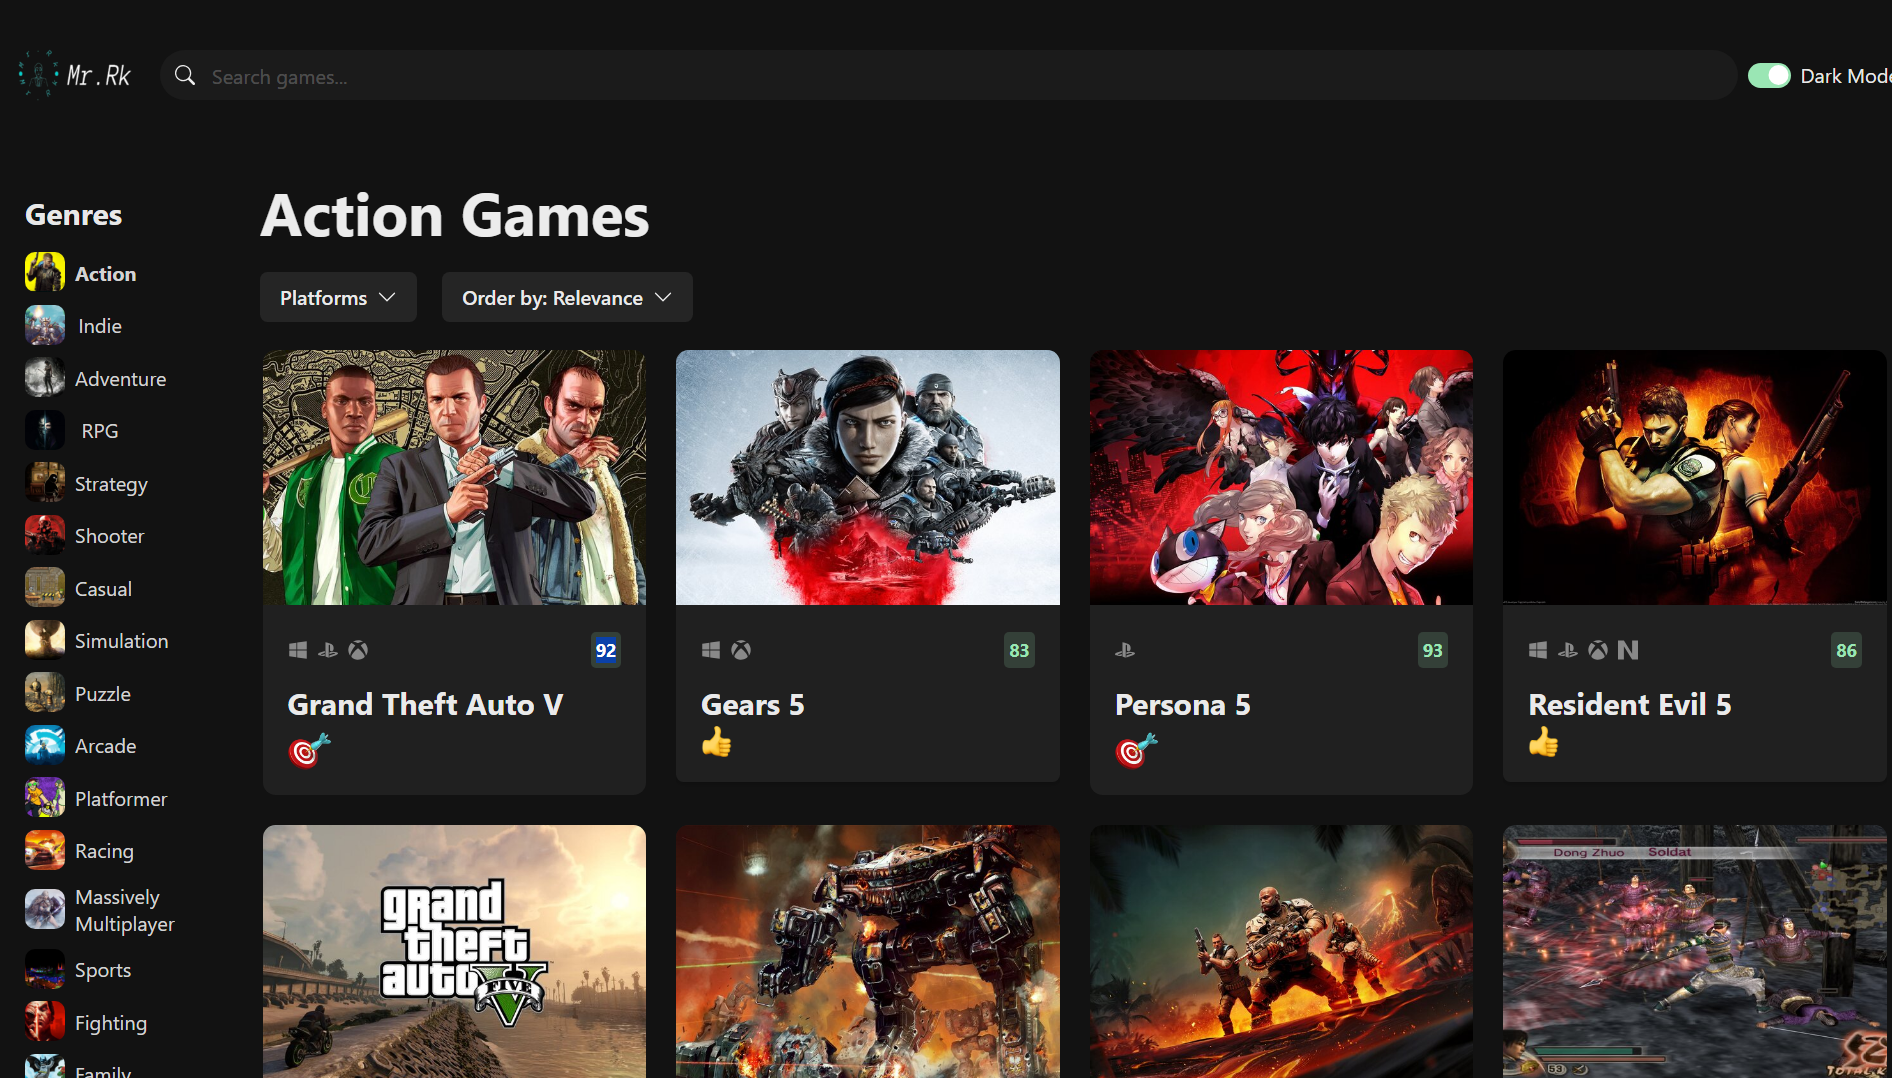 Mr.Rk
Search games...
Dark Mode
Genres
Action
Indie
Adventure
RPG
Strategy
Shooter
Casual
Simulation
Puzzle
Arcade
Platformer
Racing
Massively
Multiplayer
Sports
Fighting
Family
Action Games
Platforms
Order by: Relevance
92
Grand Theft Auto V
83
Gears 5
93
Persona 5
86
Resident Evil 5
grand
theft
auto V
FIVE
Dong Zhuo Soldat
53